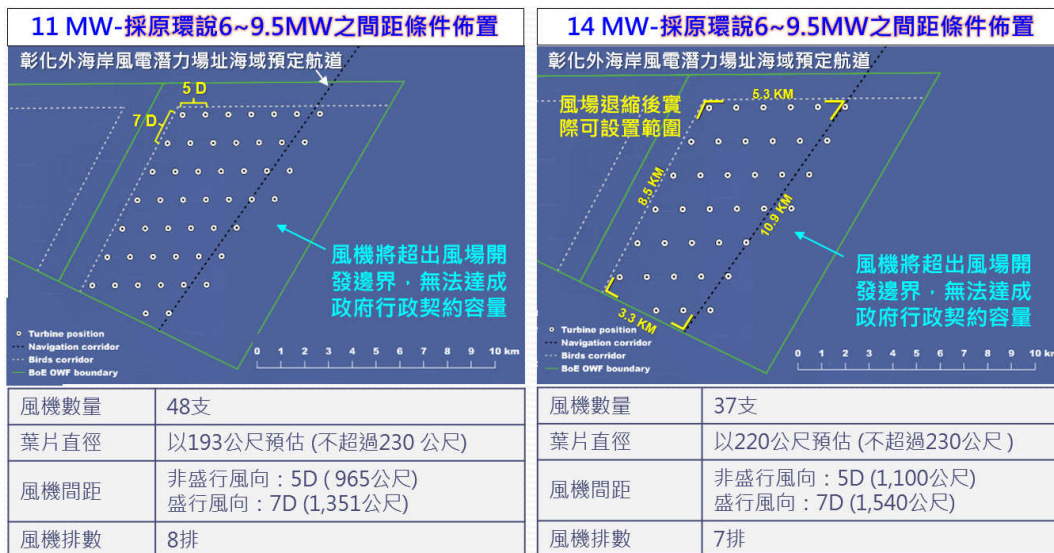 11 MW-採原環說6~9.5MW之間距條件佈置
彰化外海岸風電潛力場址海域預定航道
5 D
7 D
風機將超出風場開
發邊界，無法達成
政府行政契約容量
Turbine position
Navigation corridor
Birds corridor
BoE OWF boundary
0 1 2 3 4 5 6 7 8 9 10 km
風機數量 48支
葉片直徑 以193公尺預估 (不超過230 公尺)
風機間距 非盛行風向：5D ( 965公尺)
盛行風向：7D (1,351公尺)
風機排數 8排
14 MW-採原環說6~9.5MW之間距條件佈置
彰化外海岸風電潛力場址海域預定航道
風場退縮後實
際可設置範圍
5.3 KM
8.5 KM
10.9 KM
3.3 KM
風機將超出風場開
發邊界，無法達成
政府行政契約容量
Turbine position
Navigation corridor
Birds corridor
BoE OWF boundary
0 1 2 3 4 5 6 7 8 9 10 km
風機數量 37支
葉片直徑 以220公尺預估 (不超過230公尺 )
風機間距 非盛行風向：5D (1,100公尺)
盛行風向：7D (1,540公尺)
風機排數 7排